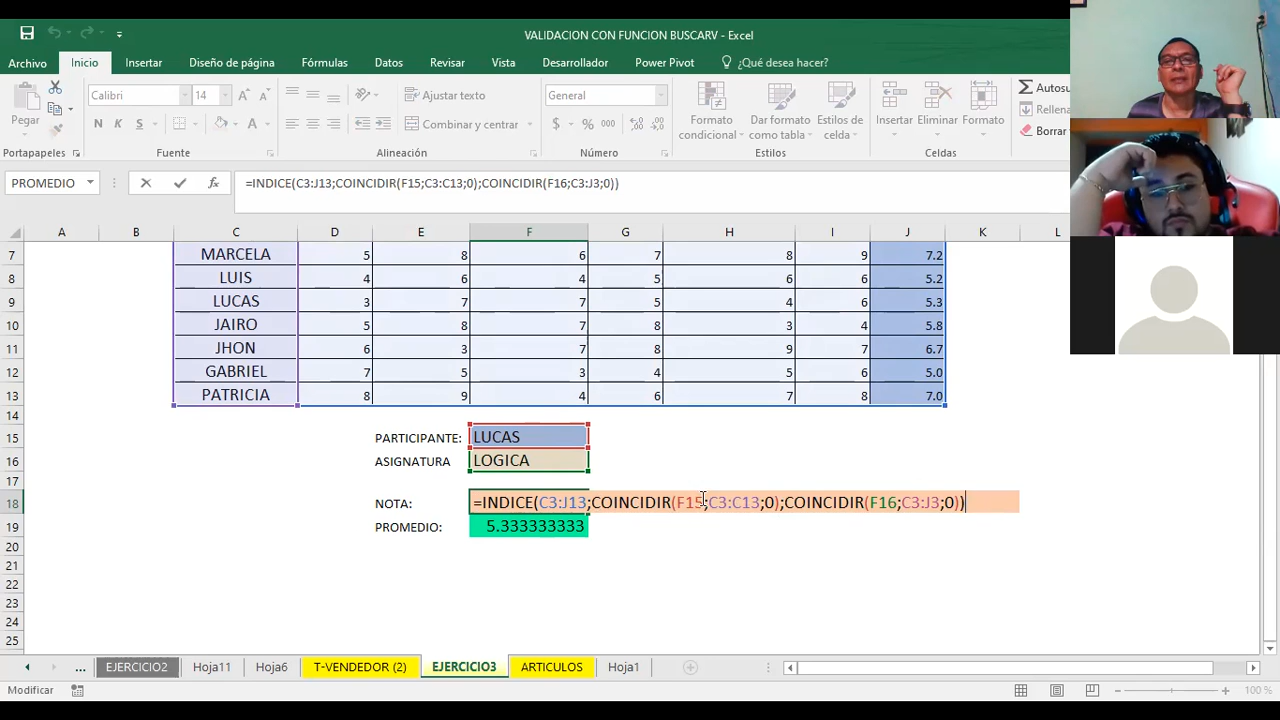 VALIDACION CON FUNCION BUSCARV - Excel
Archivo Inicio Insertar Diseño de página Fórmulas Datos Revisar Vista Desarrollador Power Pivot ¿Qué desea hacer?
Pegar Calibri 14 Ajustar texto General Formato condicional Dar formato como tabla Estilos de celda Insertar Eliminar Formato Autosu
N K S Combinar y centrar $ % 000 Rellena
Borrar
Portapapeles Fuente Alineación Número Estilos Celdas
PROMEDIO =INDICE(C3:J13;COINCIDIR(F15;C3:C13;0);COINCIDIR(F16;C3:J3;0))
A B C D E F G H I J K L
7 MARCELA 5 8 6 7 8 9 7.2
8 LUIS 4 6 4 5 6 6 5.2
9 LUCAS 3 7 7 5 4 6 5.3
10 JAIRO 5 8 7 8 3 4 5.8
11 JHON 6 3 7 8 9 7 6.7
12 GABRIEL 7 5 3 4 5 6 5.0
13 PATRICIA 8 9 4 6 7 8 7.0
14
15 PARTICIPANTE: LUCAS
16 ASIGNATURA LOGICA
17
18 NOTA: =INDICE(C3:J13;COINCIDIR(F15;C3:C13;0);COINCIDIR(F16;C3:J3;0))
19 PROMEDIO: 5.333333333
20
21
22
23
24
25
... EJERCICIO2 Hoja11 Hoja6 T-VENDEDOR (2) EJERCICIO3 ARTICULOS Hoja1
Modificar 100 %